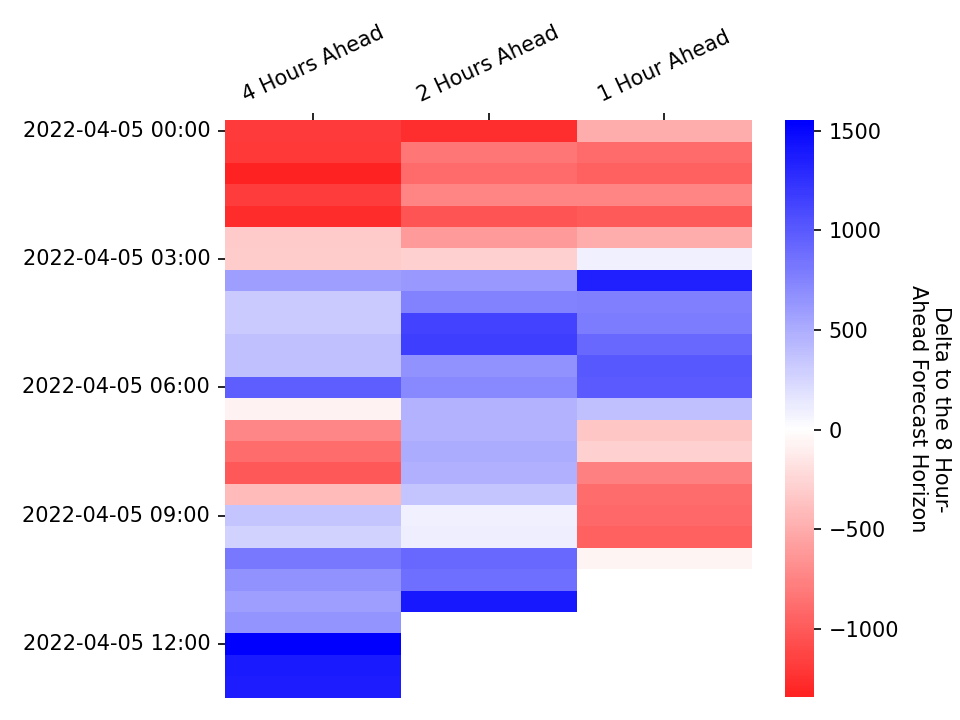 4 Hours Ahead
2 Hours Ahead
1 Hour Ahead
2022-04-05 00:00
2022-04-05 03:00
2022-04-05 06:00
2022-04-05 09:00
2022-04-05 12:00
1500
1000
500
0
−500
−1000
Delta to the 8 Hour-
Ahead Forecast Horizon